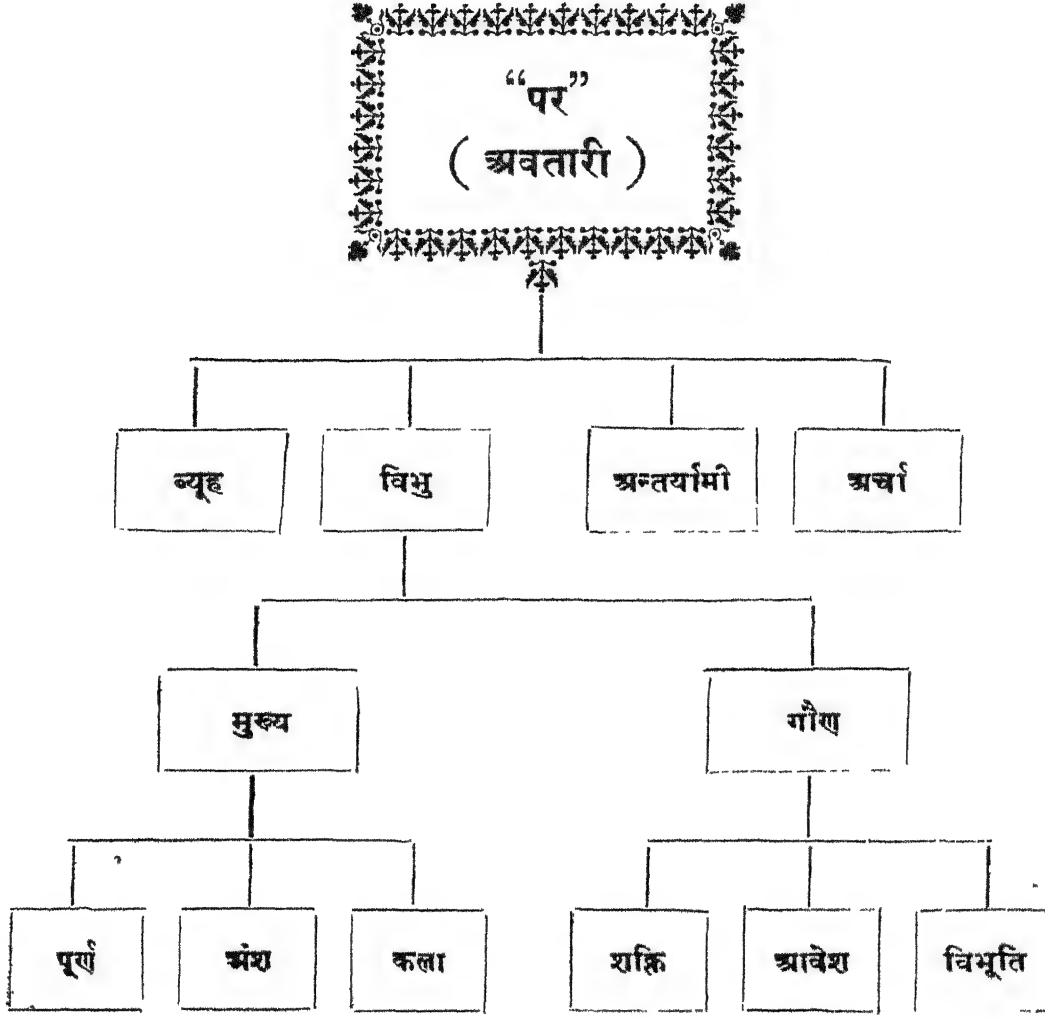 “पर”
( अवतारी )
व्यूह विभु अन्तर्यामी अर्चा
मुख्य गौण
पूर्ण अंश कला शक्ति आवेश विभूति